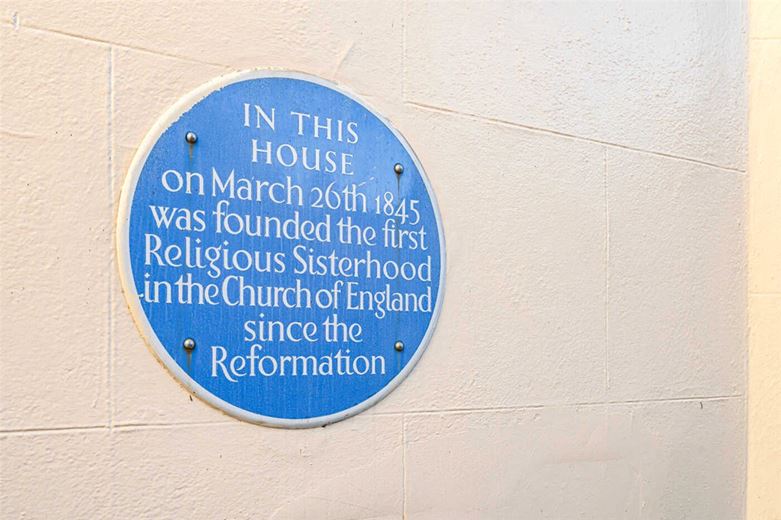 IN THIS
HOUSE
on March 26th 1845
was founded the first
Religious Sisterhood
in the Church of England
since the
Reformation